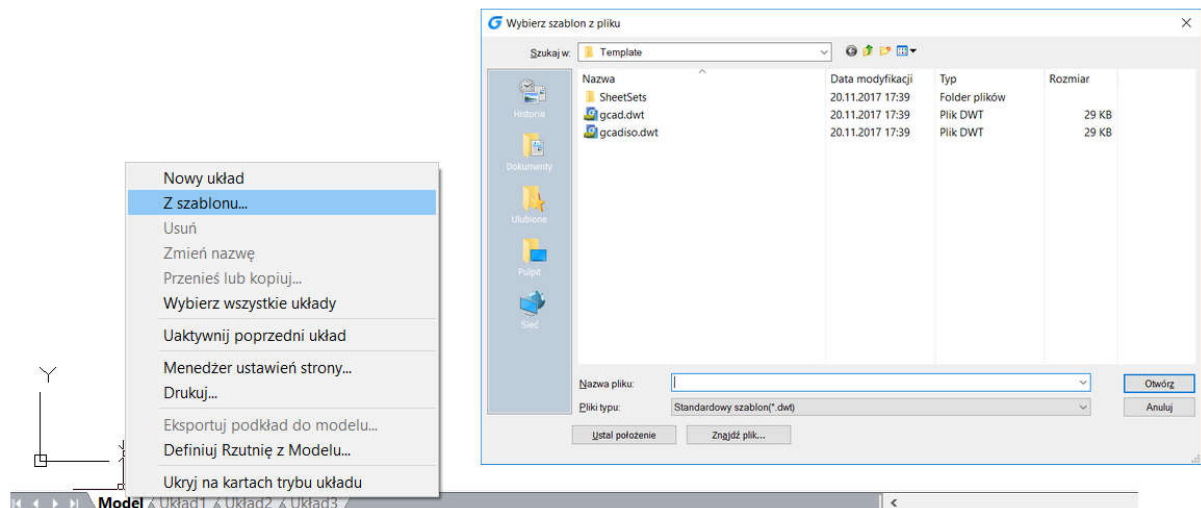 Wybierz szablon z pliku
Szukaj w: Template
Nazwa Data modyfikacji Typ Rozmiar
SheetSets 20.11.2017 17:39 Folder plików
gcad.dwt 20.11.2017 17:39 Plik DWT 29 KB
gcadiso.dwt 20.11.2017 17:39 Plik DWT 29 KB
Historia
Dokumenty
Ulubione
Pulpit
Sieć
Nazwa pliku: Otwórz
Pliki typu: Standardowy szablon(*.dwt) Anuluj
Ustal położenie Znajdź plik...
Nowy układ
Z szablonu...
Usuń
Zmień nazwę
Przenieś lub kopiuj...
Wybierz wszystkie układy
Uaktywnij poprzedni układ
Menedżer ustawień strony...
Drukuj...
Eksportuj podkład do modelu...
Definiuj Rzutnię z Modelu...
Ukryj na kartach trybu układu
Y
Model Układ1 Układ2 Układ3